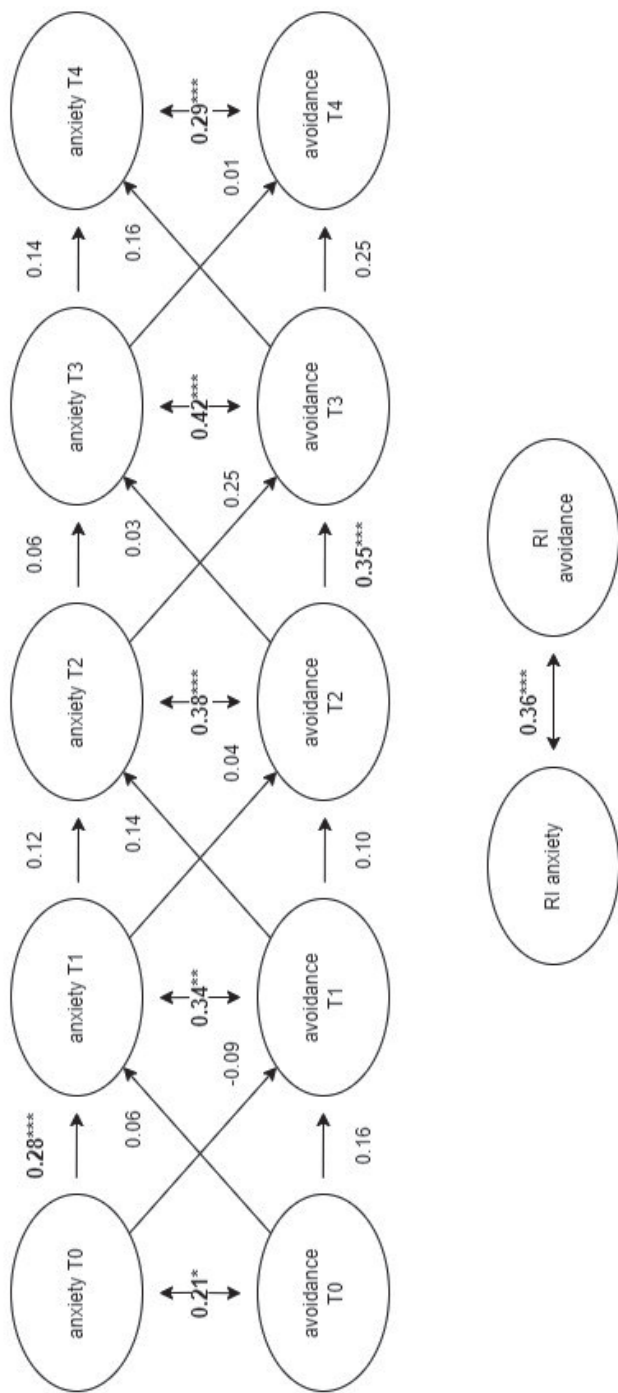 anxiety T0
0.28***
anxiety T1
0.12
anxiety T2
0.06
anxiety T3
0.14
anxiety T4
0.06
0.14
0.03
0.16
0.21*
0.34**
0.38***
0.42***
0.29***
-0.09
0.04
0.25
0.01
avoidance
T0
avoidance
T1
avoidance
T2
avoidance
T3
avoidance
T4
0.16
0.10
0.35***
0.25
RI anxiety
0.36***
RI
avoidance